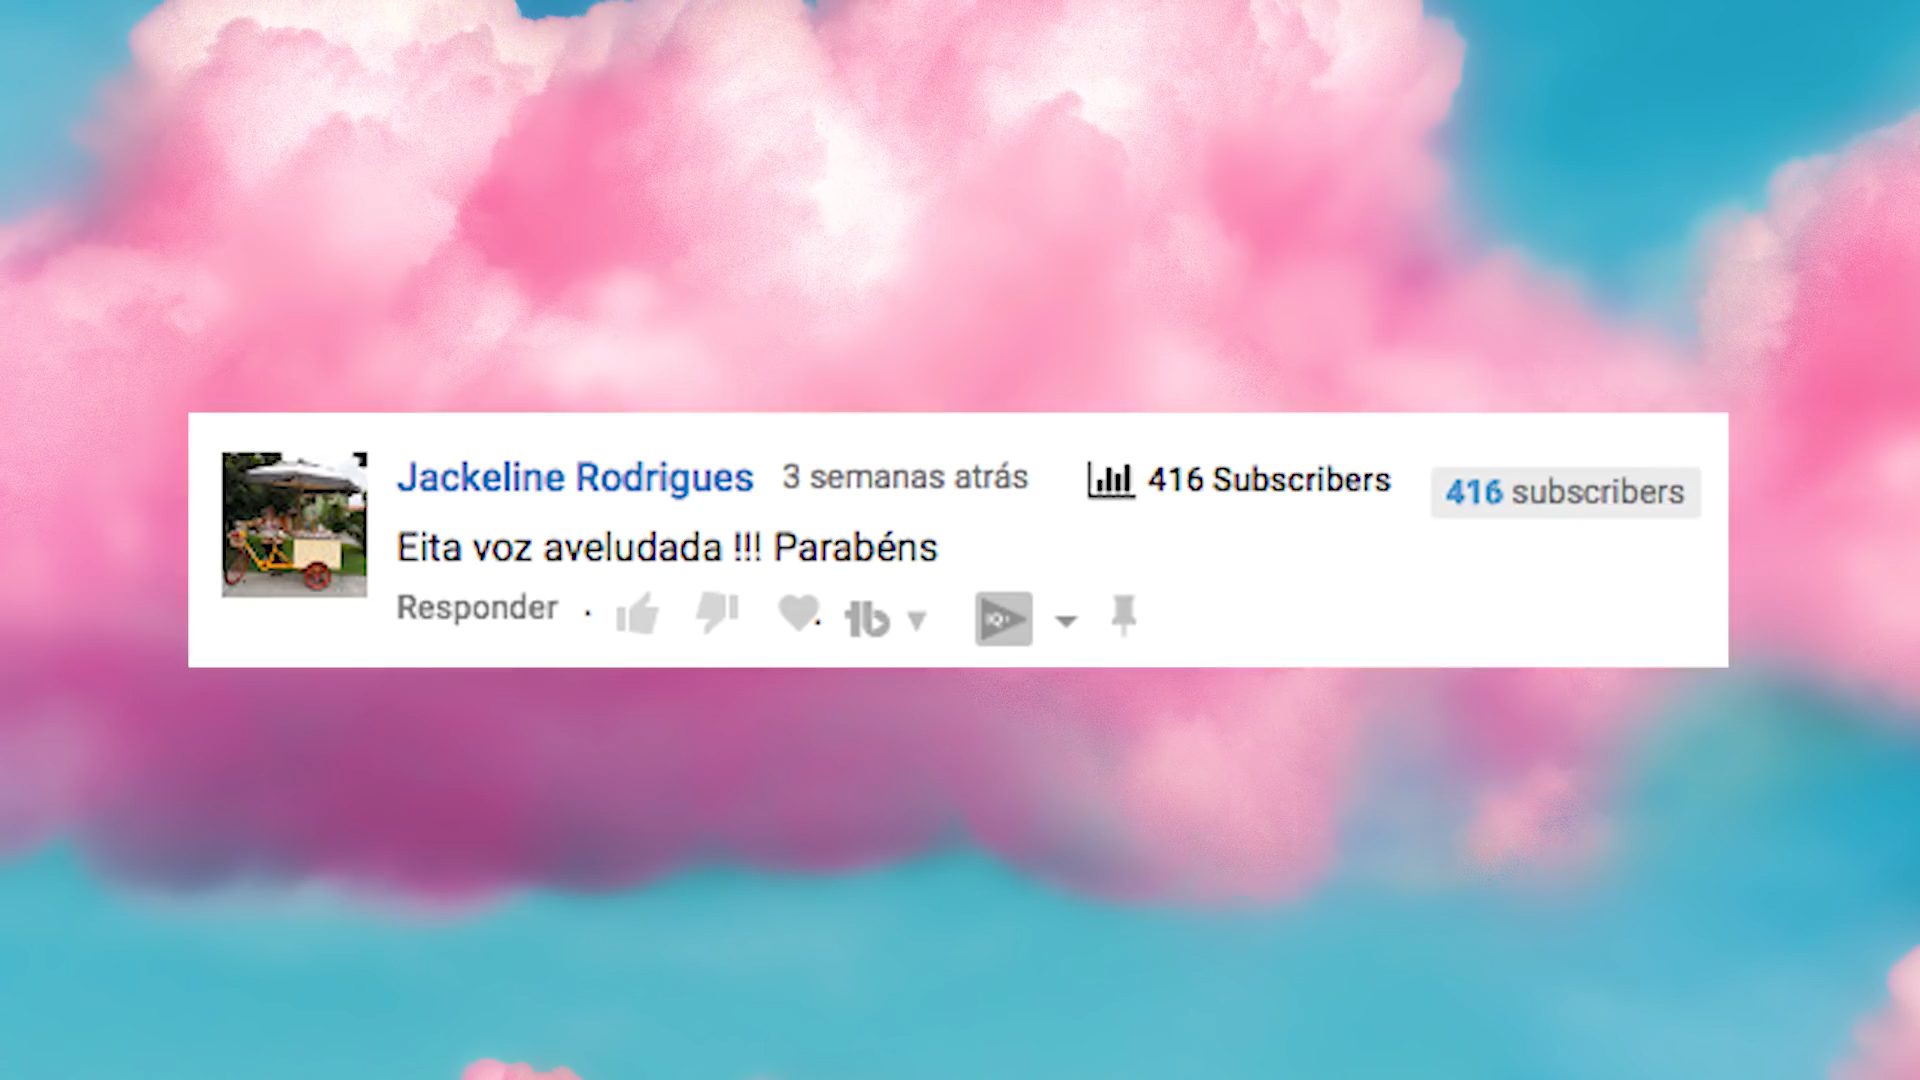 Jackeline Rodrigues 3 semanas atrás 416 Subscribers 416 subscribers
Eita voz aveludada !!! Parabéns
Responder